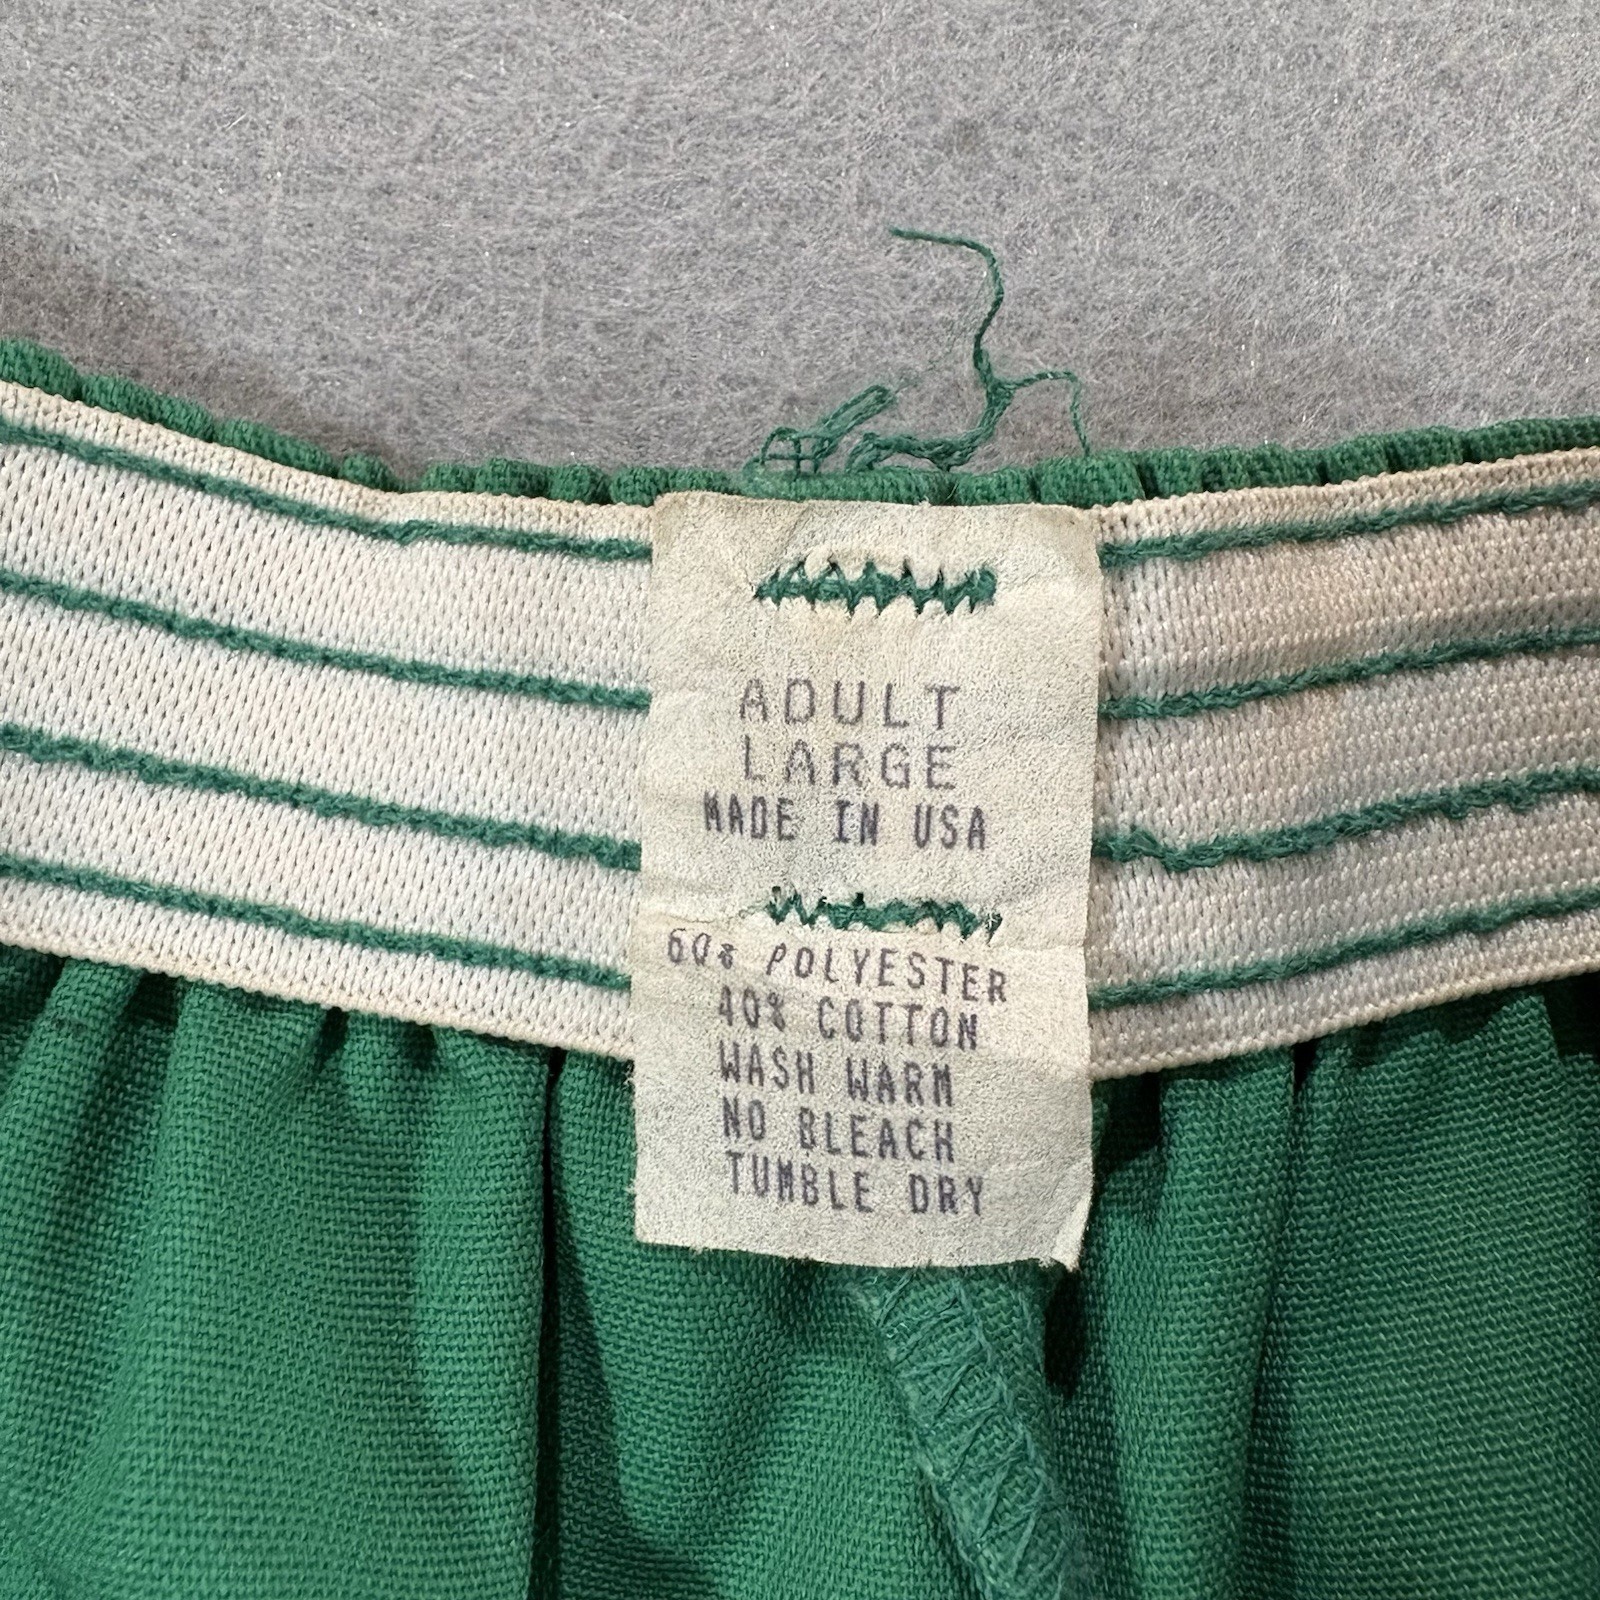 ADULT
LARGE
MADE IN USA
60% POLYESTER
40% COTTON
WASH WARM
NO BLEACH
TUMBLE DRY